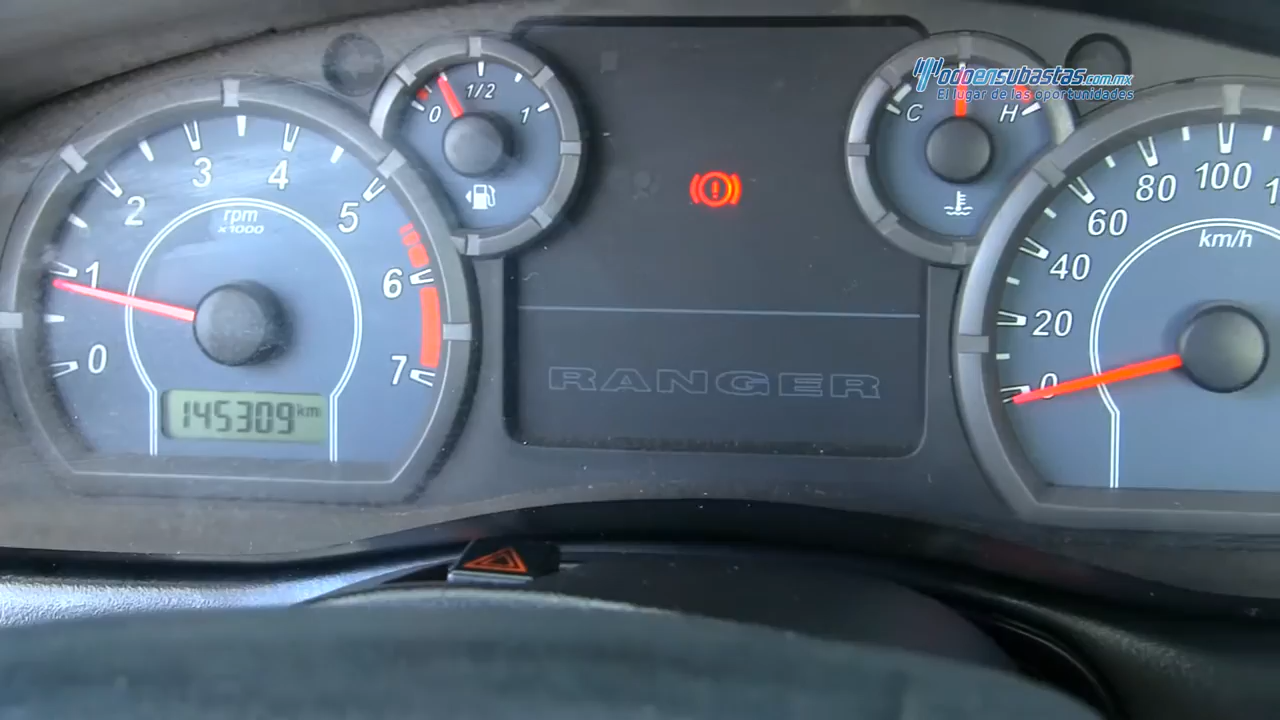 Todoensubastas.com.mx
El lugar de las oportunidades
0 1/2 1
C H
0 1 2 3 4 5 6 7
rpm
x1000
145309 km
RANGER
0 20 40 60 80 100
km/h